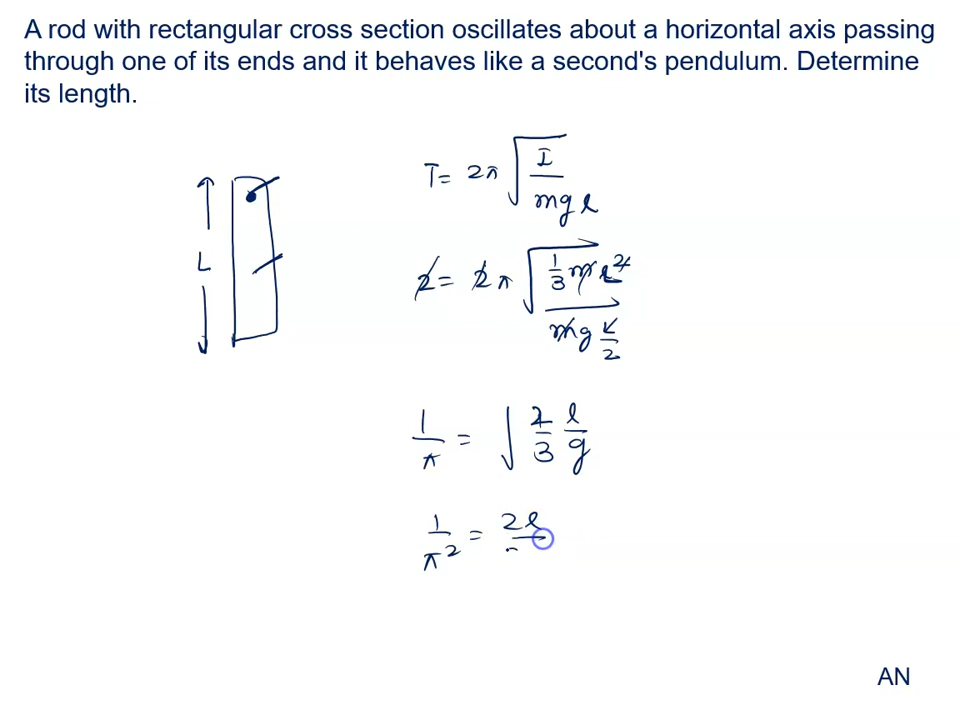 A rod with rectangular cross section oscillates about a horizontal axis passing
through one of its ends and it behaves like a second's pendulum. Determine
its length.
T = 2π √(I / mgl)
L
2 = 2π √(1/3 ml² / mg l/2)
1/π = √(2/3 l/g)
1/π² = 2l
AN